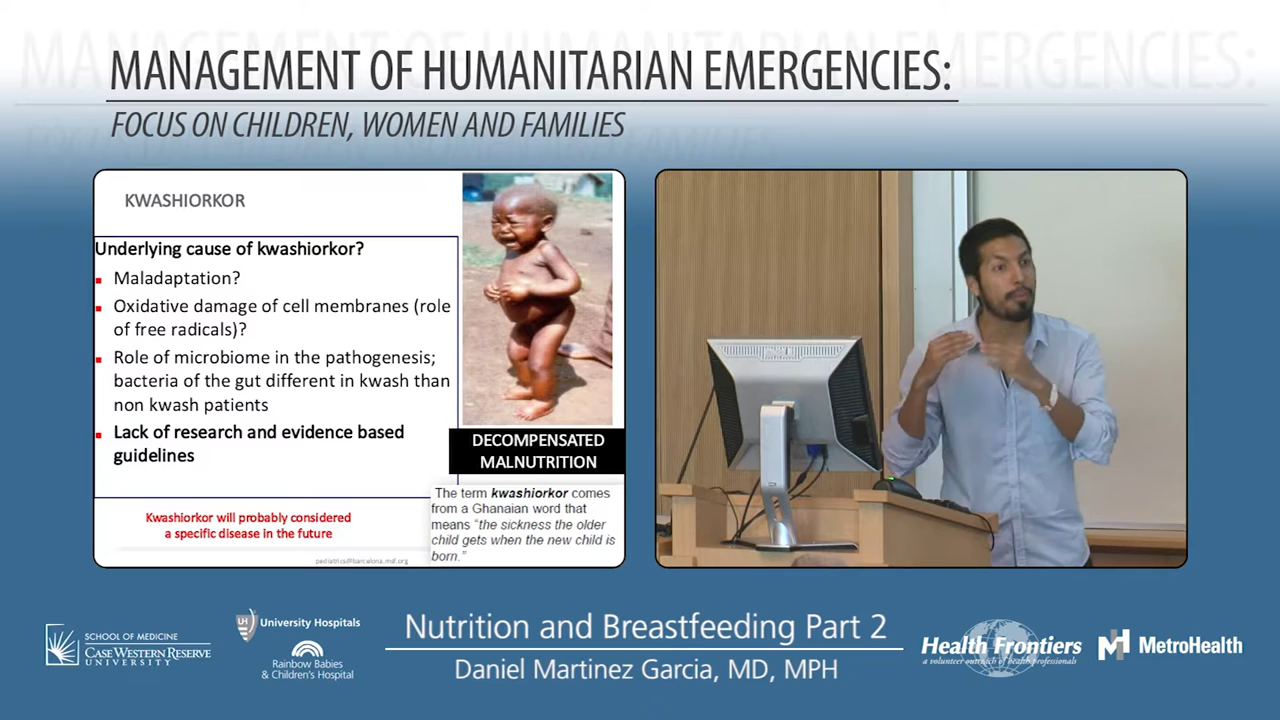 MANAGEMENT OF HUMANITARIAN EMERGENCIES:
FOCUS ON CHILDREN, WOMEN AND FAMILIES
KWASHIORKOR
Underlying cause of kwashiorkor?
Maladaptation?
Oxidative damage of cell membranes (role
of free radicals)?
Role of microbiome in the pathogenesis;
bacteria of the gut different in kwash than
non kwash patients
Lack of research and evidence based
guidelines
Kwashiorkor will probably considered
a specific disease in the future
pediatrics@barcelona.msf.org
DECOMPENSATED
MALNUTRITION
The term kwashiorkor comes
from a Ghanaian word that
means "the sickness the older
child gets when the new child is
born."
SCHOOL OF MEDICINE
CASE WESTERN RESERVE
UNIVERSITY
UH
University Hospitals
Rainbow Babies
& Children's Hospital
Nutrition and Breastfeeding Part 2
Daniel Martinez Garcia, MD, MPH
Health Frontiers
a volunteer outreach of health professionals
MetroHealth